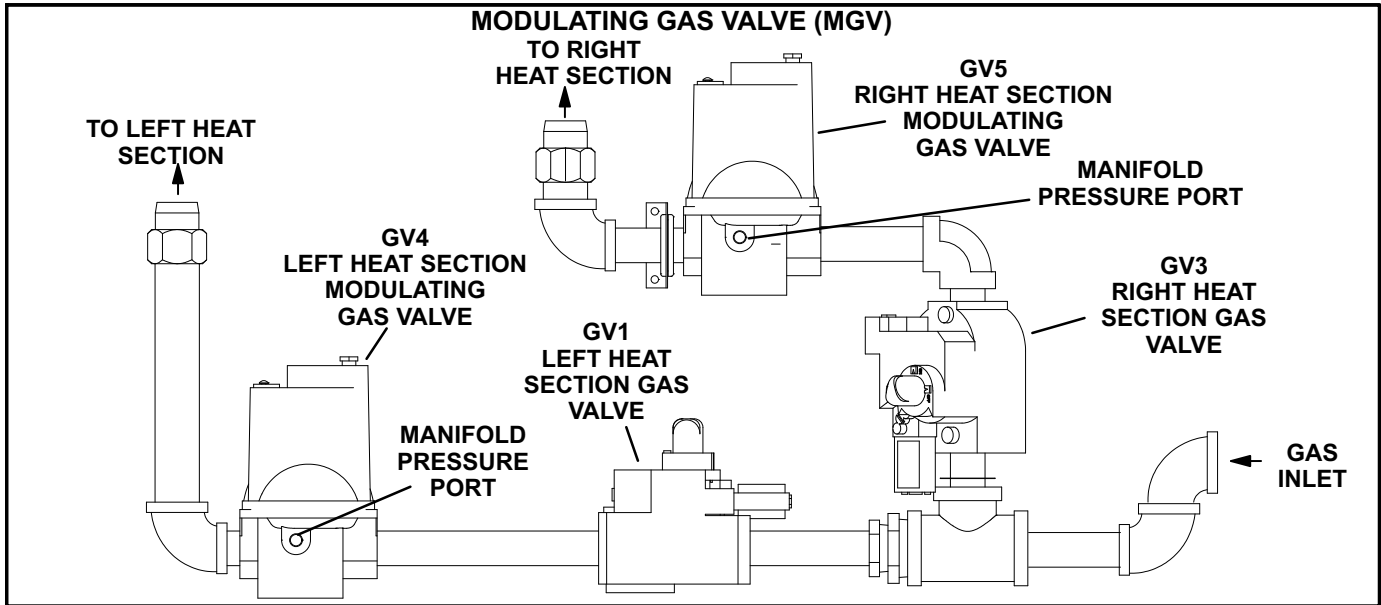 MODULATING GAS VALVE (MGV)
TO RIGHT
HEAT SECTION
GV5
RIGHT HEAT SECTION
MODULATING
GAS VALVE
TO LEFT HEAT
SECTION
MANIFOLD
PRESSURE PORT
GV4
LEFT HEAT SECTION
MODULATING
GAS VALVE
GV3
RIGHT HEAT
SECTION GAS
VALVE
GV1
LEFT HEAT
SECTION GAS
VALVE
MANIFOLD
PRESSURE
PORT
GAS
INLET